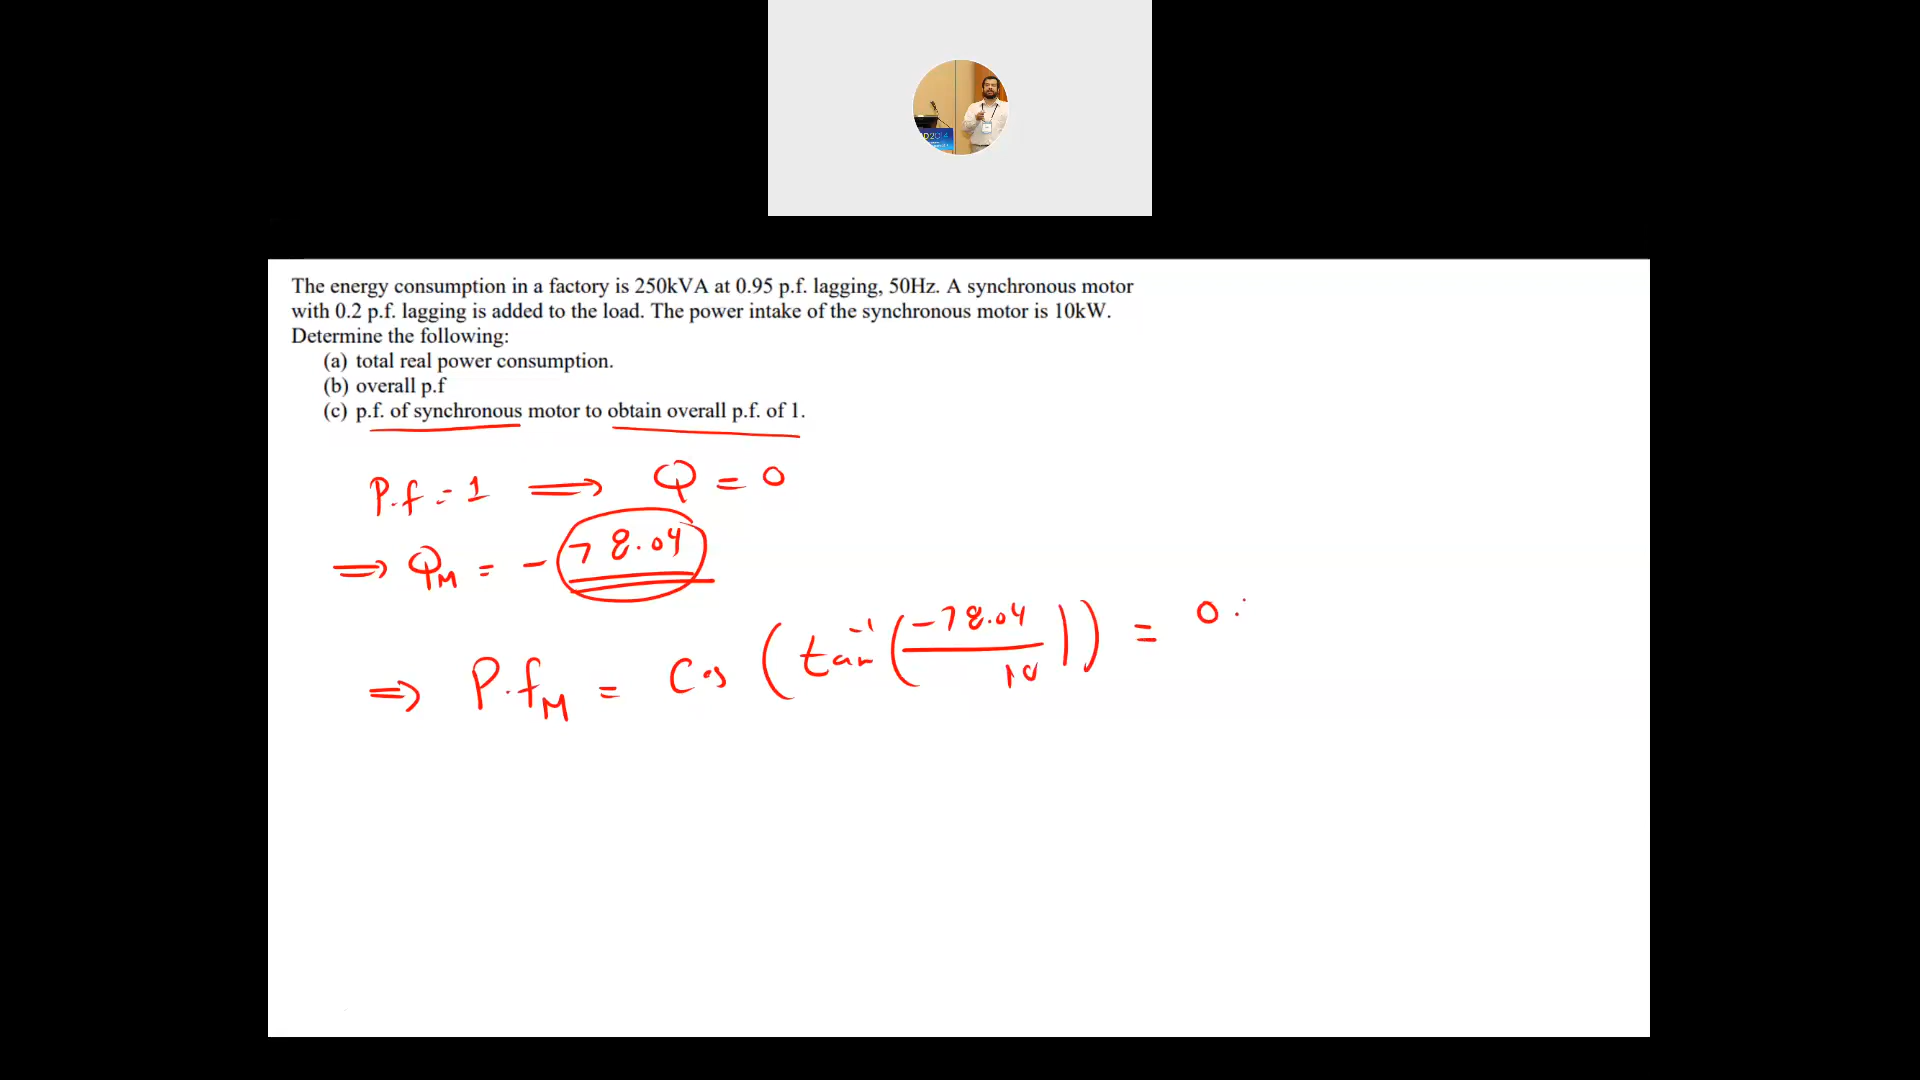 D2014
The energy consumption in a factory is 250kVA at 0.95 p.f. lagging, 50Hz. A synchronous motor
with 0.2 p.f. lagging is added to the load. The power intake of the synchronous motor is 10kW.
Determine the following:
(a) total real power consumption.
(b) overall p.f
(c) p.f. of synchronous motor to obtain overall p.f. of 1.
P.f = 1 ⟹ Q = 0
⟹ Q_M = - 78.04
⟹ P.f_M = Cos (tan⁻¹(-78.04/10)) = 0.